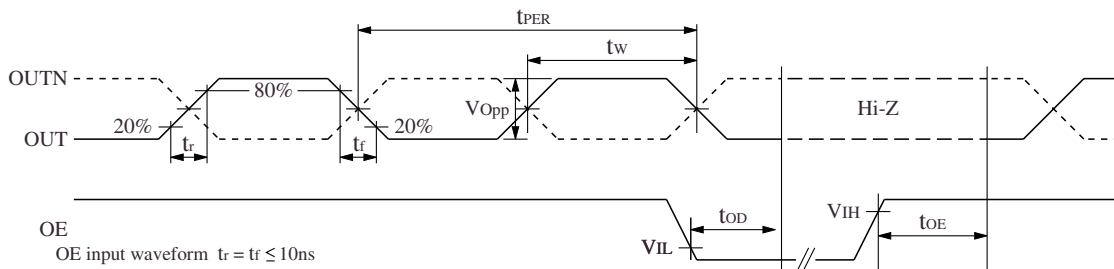 tPER
tW
OUTN
80%
VOpp
Hi-Z
20%
20%
OUT
tr
tf
OE
VIL
tOD
VIH
tOE
OE input waveform tr = tf ≤ 10ns